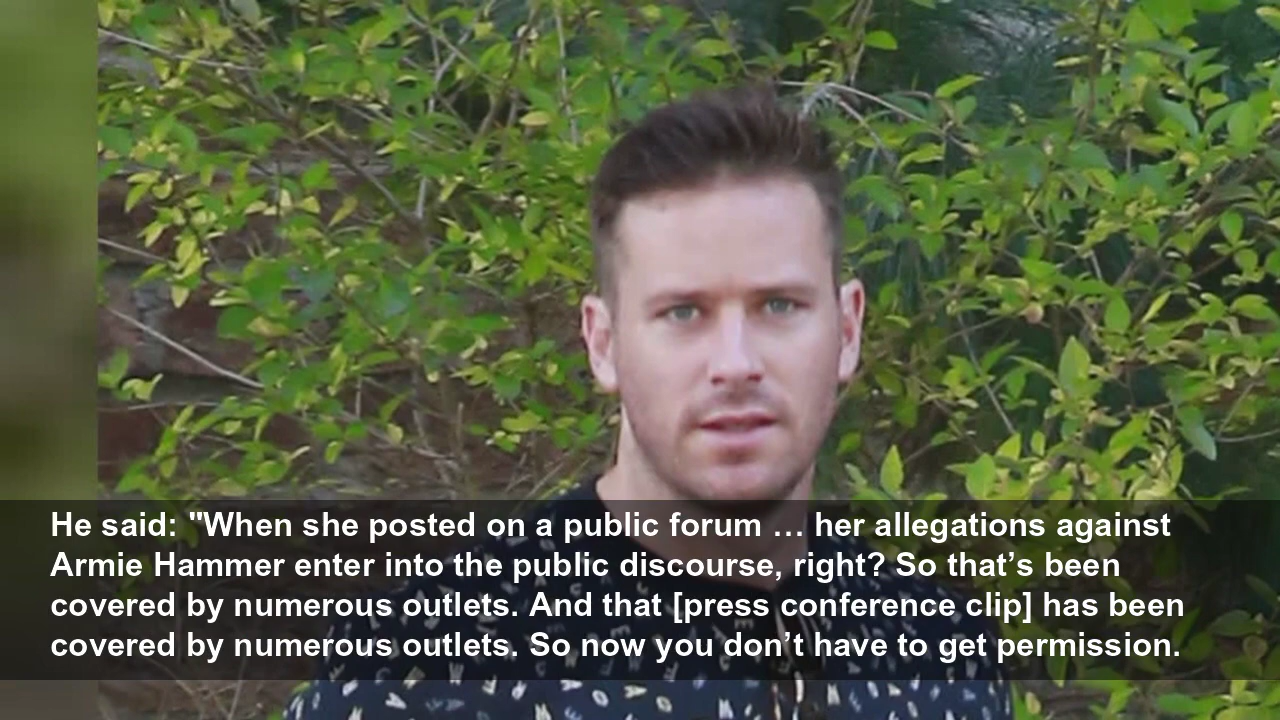 He said: "When she posted on a public forum … her allegations against
Armie Hammer enter into the public discourse, right? So that’s been
covered by numerous outlets. And that [press conference clip] has been
covered by numerous outlets. So now you don’t have to get permission.